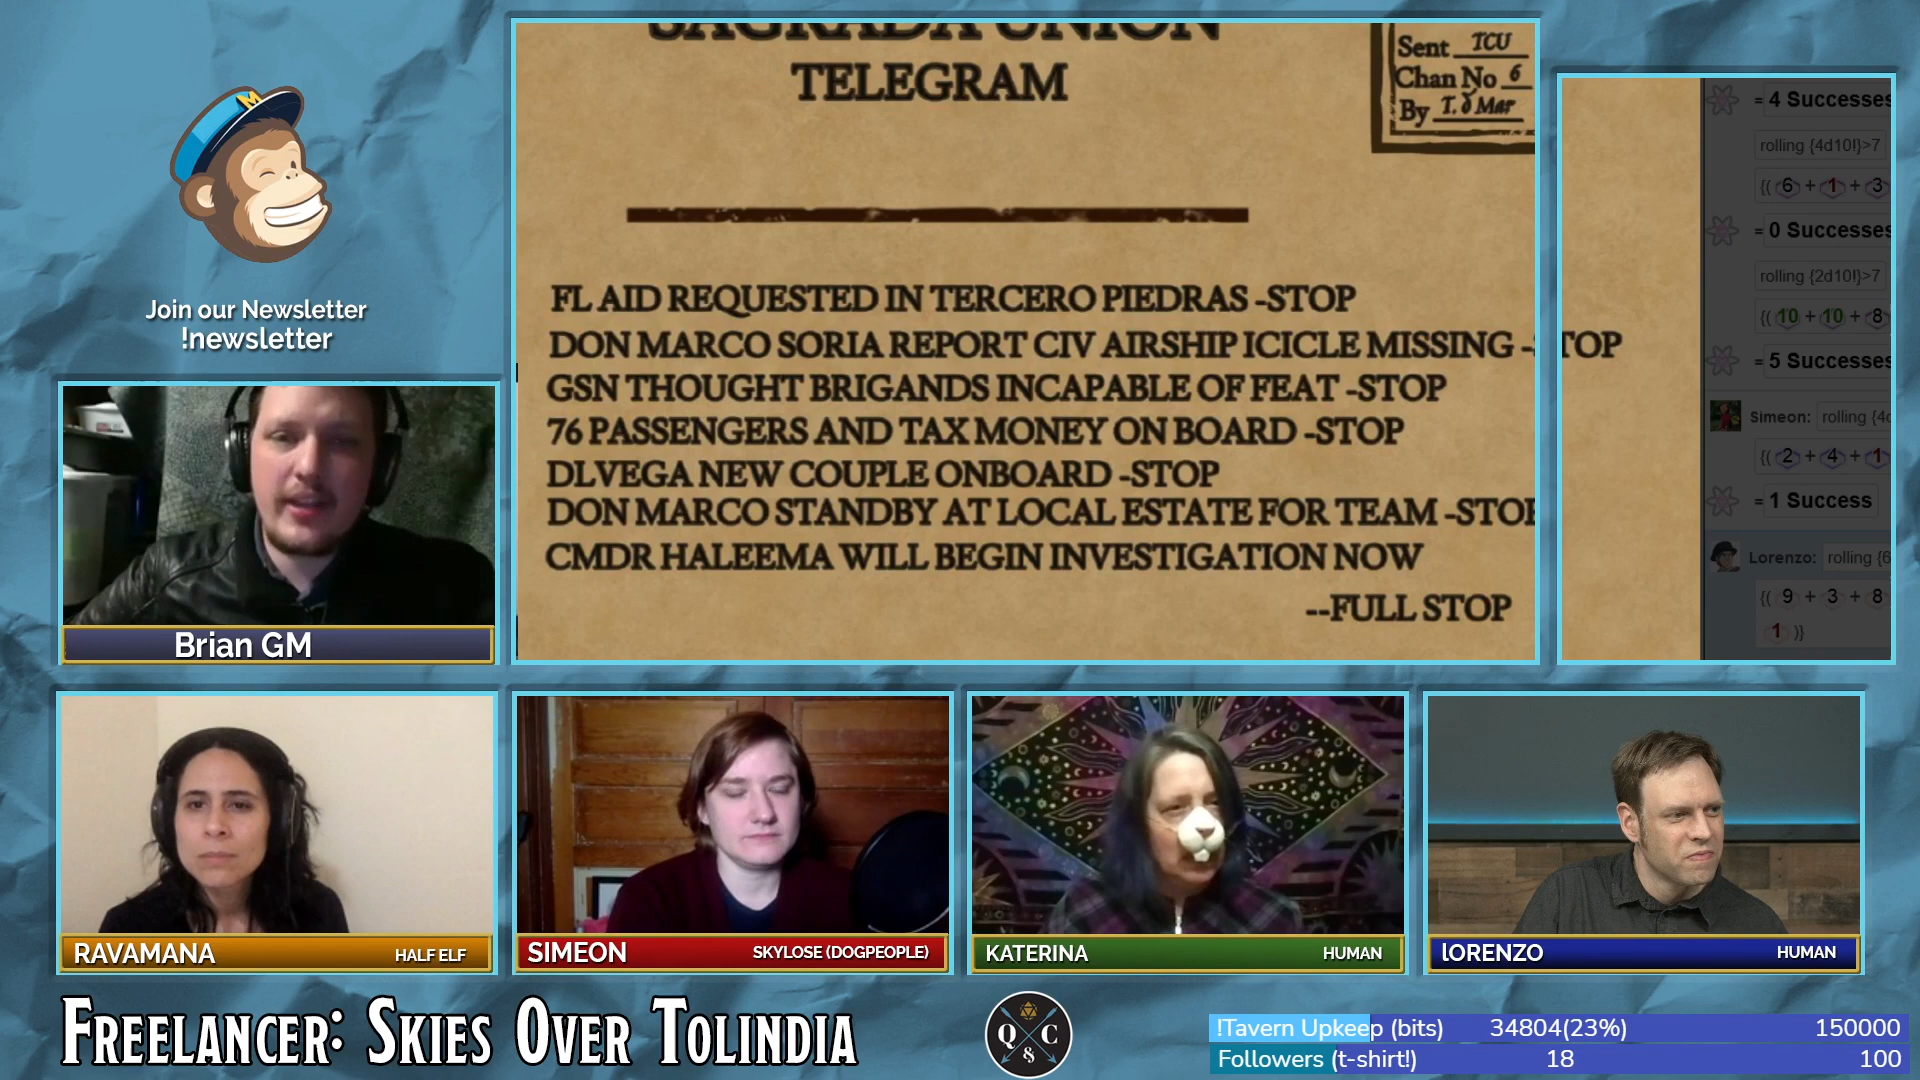 SAGRADA UNION
TELEGRAM
Sent TCU
Chan No 6
By T. d Mar
FL AID REQUESTED IN TERCERO PIEDRAS -STOP
DON MARCO SORIA REPORT CIV AIRSHIP ICICLE MISSING -STOP
GSN THOUGHT BRIGANDS INCAPABLE OF FEAT -STOP
76 PASSENGERS AND TAX MONEY ON BOARD -STOP
DLVEGA NEW COUPLE ONBOARD -STOP
DON MARCO STANDBY AT LOCAL ESTATE FOR TEAM -STOP
CMDR HALEEMA WILL BEGIN INVESTIGATION NOW
--FULL STOP
= 4 Successes
rolling {4d10!}>7
{( 6 + 1 + 3
= 0 Successes
rolling {2d10!}>7
{( 10 + 10 + 8
= 5 Successes
Simeon: rolling {4d
{( 2 + 4 + 1
= 1 Success
Lorenzo: rolling {6
{( 9 + 3 + 8
1 )}
M
Join our Newsletter
!newsletter
Brian GM
RAVAMANA HALF ELF
SIMEON SKYLOSE (DOGPEOPLE)
KATERINA HUMAN
lORENZO HUMAN
FREELANCER: SKIES OVER TOLINDIA
Q & C
!Tavern Upkeep (bits) 34804(23%) 150000
Followers (t-shirt!) 18 100